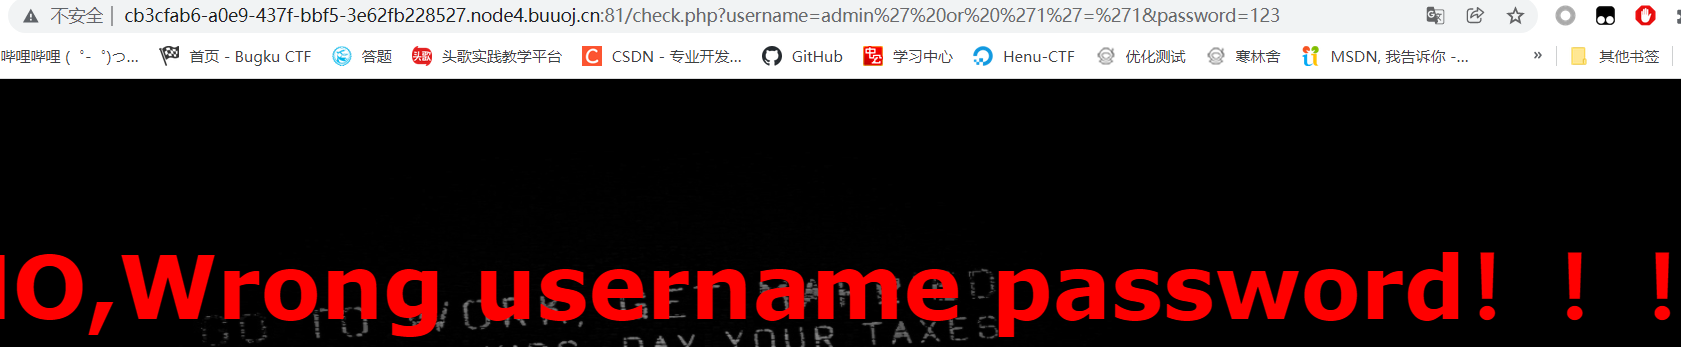 不安全 | cb3cfab6-a0e9-437f-bbf5-3e62fb228527.node4.buuoj.cn:81/check.php?username=admin%27%20or%20%271%27=%271&password=123
哔哩哔哩 (゜-゜)つ... 首页 - Bugku CTF 答题 头歌实践教学平台 CSDN - 专业开发... GitHub 学习中心 Henu-CTF 优化测试 寒林舍 MSDN, 我告诉你 -... » 其他书签
O,Wrong username password！！！
GO TO WORK, GET MARRIED
PAY YOUR TAXES